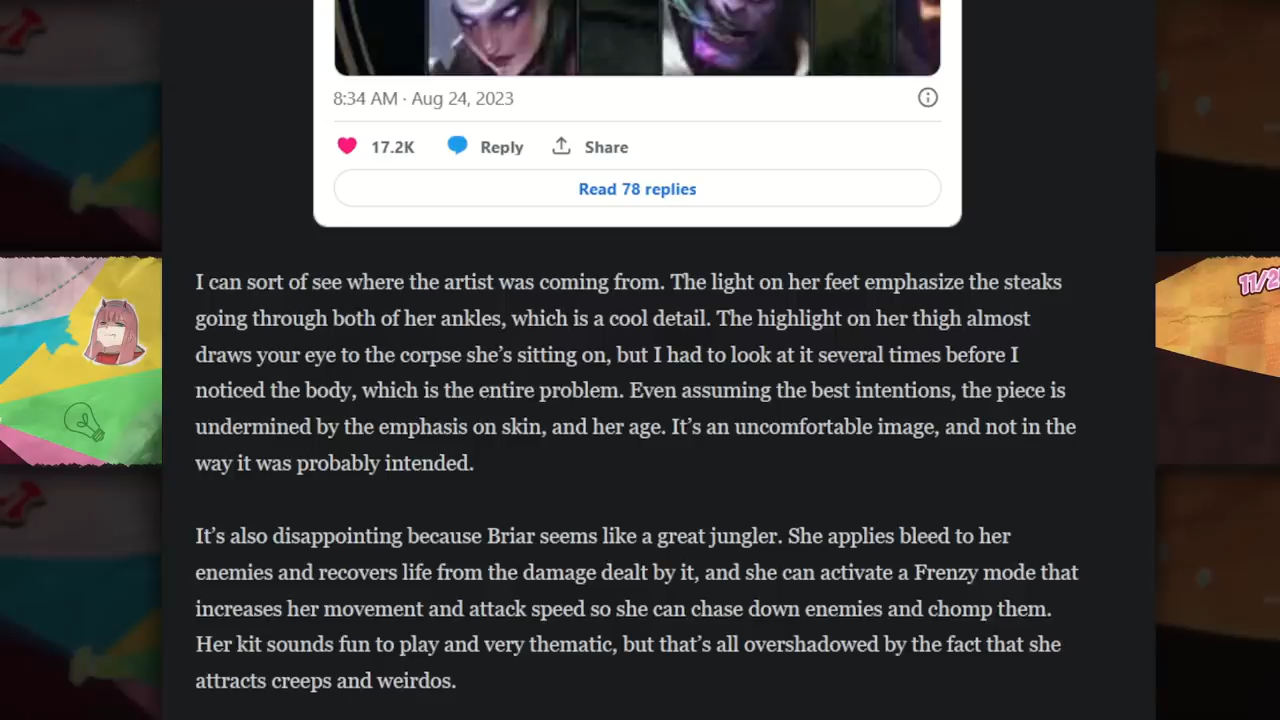 8:34 AM · Aug 24, 2023
17.2K Reply Share
Read 78 replies
I can sort of see where the artist was coming from. The light on her feet emphasize the steaks
going through both of her ankles, which is a cool detail. The highlight on her thigh almost
draws your eye to the corpse she’s sitting on, but I had to look at it several times before I
noticed the body, which is the entire problem. Even assuming the best intentions, the piece is
undermined by the emphasis on skin, and her age. It’s an uncomfortable image, and not in the
way it was probably intended.
It’s also disappointing because Briar seems like a great jungler. She applies bleed to her
enemies and recovers life from the damage dealt by it, and she can activate a Frenzy mode that
increases her movement and attack speed so she can chase down enemies and chomp them.
Her kit sounds fun to play and very thematic, but that’s all overshadowed by the fact that she
attracts creeps and weirdos.